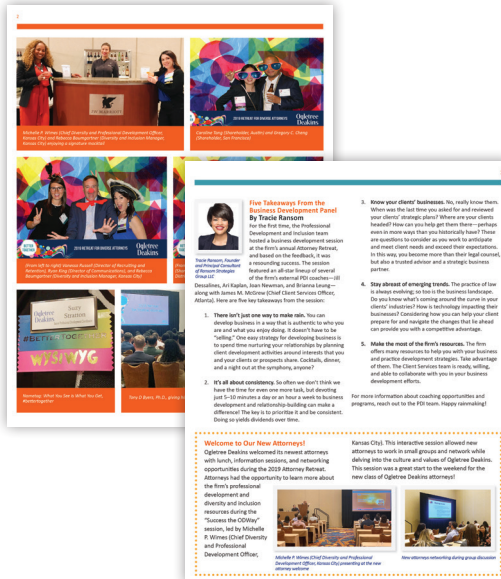 2
JW MARRIOTT
Michelle P. Wimes (Chief Diversity and Professional Development Officer,
Kansas City) and Rebecca Baumgartner (Diversity and Inclusion Manager,
Kansas City) enjoying a signature mocktail
2019 RETREAT FOR DIVERSE ATTORNEYS
Ogletree
Deakins
Caroline Tang (Shareholder, Austin) and Gregory C. Cheng
(Shareholder, San Francisco)
BETTER
TOGETHER
2019 RETREAT FOR DIVERSE ATTORNEYS
Ogletree
Deakins
(From left to right) Vanessa Russell (Director of Recruiting and
Retention), Ryan King (Director of Communications), and Rebecca
Baumgartner (Diversity and Inclusion Manager, Kansas City)
Ogletree
Deakins
Suzy
Stratton
#BETTERTOGETHER
WYSIWYG
Namelog: What You See Is What You Get,
#bettertogether
Tony D Byers, Ph.D., giving
Tracie Ransom, Founder
and Principal Consultant
of Ransom Strategies
Group LLC
Five Takeaways From the
Business Development Panel
By Tracie Ransom
For the first time, the Professional
Development and Inclusion team
hosted a business development session
at the firm's annual Attorney Retreat,
and based on the feedback, it was
a resounding success. The session
featured an all-star lineup of several
of the firm's external PDI coaches—Jill
Dessalines, Ari Kaplan, Joan Newman, and Brianna Leung—
along with James M. McGrew (Chief Client Services Officer,
Atlanta). Here are five key takeaways from the session:
1. There isn't just one way to make rain. You can
develop business in a way that is authentic to who you
are and what you enjoy doing. It doesn't have to be
"selling." One easy strategy for developing business is
to spend time nurturing your relationships by planning
client development activities around interests that you
and your clients or prospects share. Cocktails, dinner,
and a night out at the symphony, anyone?
2. It's all about consistency. So often we don't think we
have the time for even one more task, but devoting
just 5–10 minutes a day or an hour a week to business
development and relationship-building can make a
difference! The key is to prioritize it and be consistent.
Doing so yields dividends over time.
3. Know your clients' businesses. No, really know them.
When was the last time you asked for and reviewed
your clients' strategic plans? Where are your clients
headed? How can you help get them there—perhaps
even in more ways than you historically have? These
are questions to consider as you work to anticipate
and meet client needs and exceed their expectations.
In this way, you become more than their legal counsel,
but also a trusted advisor and a strategic business
partner.
4. Stay abreast of emerging trends. The practice of law
is always evolving; so too is the business landscape.
Do you know what's coming around the curve in your
clients' industries? How is technology impacting their
businesses? Considering how you can help your client
prepare for and navigate the changes that lie ahead
can provide you with a competitive advantage.
5. Make the most of the firm's resources. The firm
offers many resources to help you with your business
and practice development strategies. Take advantage
of them. The Client Services team is ready, willing,
and able to collaborate with you in your business
development efforts.
For more information about coaching opportunities and
programs, reach out to the PDI team. Happy rainmaking!
Welcome to Our New Attorneys!
Ogletree Deakins welcomed its newest attorneys
with lunch, information sessions, and networking
opportunities during the 2019 Attorney Retreat.
Attorneys had the opportunity to learn more about
the firm's professional
development and
diversity and inclusion
resources during the
"Success the ODWay"
session, led by Michelle
P. Wimes (Chief Diversity
and Professional
Development Officer,
Kansas City). This interactive session allowed new
attorneys to work in small groups and network while
delving into the culture and values of Ogletree Deakins.
This session was a great start to the weekend for the
new class of Ogletree Deakins attorneys!
Michelle P. Wimes (Chief Diversity and Professional
Development Officer, Kansas City) presenting at the new
attorney welcome
New attorneys networking during group discussion